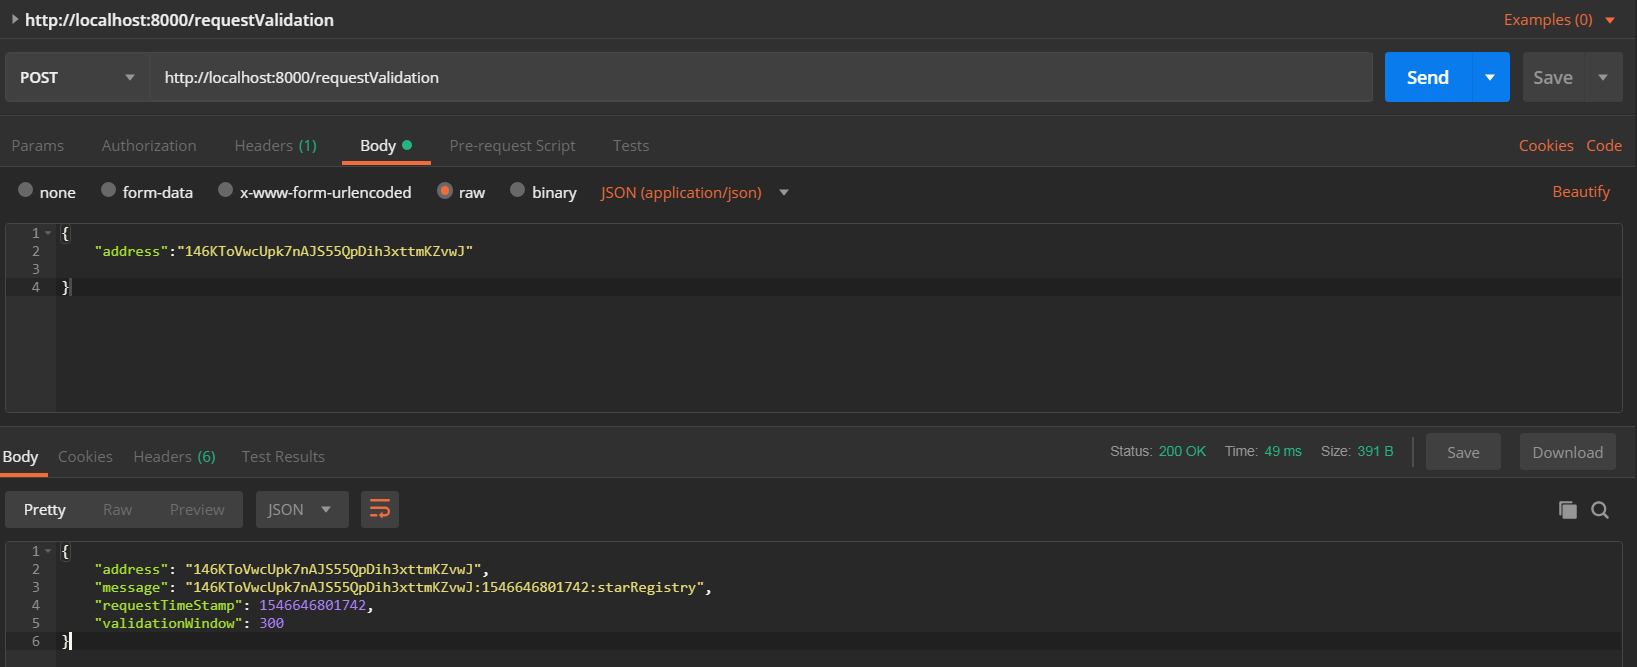 http://localhost:8000/requestValidation
Examples (0)
POST
http://localhost:8000/requestValidation
Send
Save
Params
Authorization
Headers (1)
Body
Pre-request Script
Tests
Cookies
Code
none
form-data
x-www-form-urlencoded
raw
binary
JSON (application/json)
Beautify
1 {
2 "address":"146KToVwcUpk7nAJS55QpDih3xttmKZvwJ"
3
4 }
Body
Cookies
Headers (6)
Test Results
Status: 200 OK
Time: 49 ms
Size: 391 B
Save
Download
Pretty
Raw
Preview
JSON
1 {
2 "address": "146KToVwcUpk7nAJS55QpDih3xttmKZvwJ",
3 "message": "146KToVwcUpk7nAJS55QpDih3xttmKZvwJ:1546646801742:starRegistry",
4 "requestTimeStamp": 1546646801742,
5 "validationWindow": 300
6 }